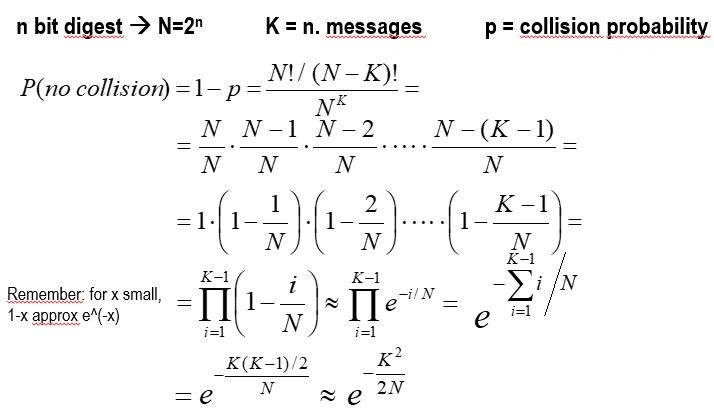 n bit digest → N=2ⁿ K = n. messages p = collision probability
P(no collision) = 1 − p = N! / (N − K)! / N^K =
= N/N · N − 1/N · N − 2/N · ..... · N − (K − 1)/N =
= 1 · (1 − 1/N) · (1 − 2/N) · ..... · (1 − K − 1/N) =
Remember: for x small,
1-x approx e^(-x)
= ∏_{i=1}^{K−1} (1 − i/N) ≈ ∏_{i=1}^{K−1} e^{−i/N} = e^{−∑_{i=1}^{K−1} i / N}
= e^{−K(K−1)/2 / N} ≈ e^{−K²/2N}